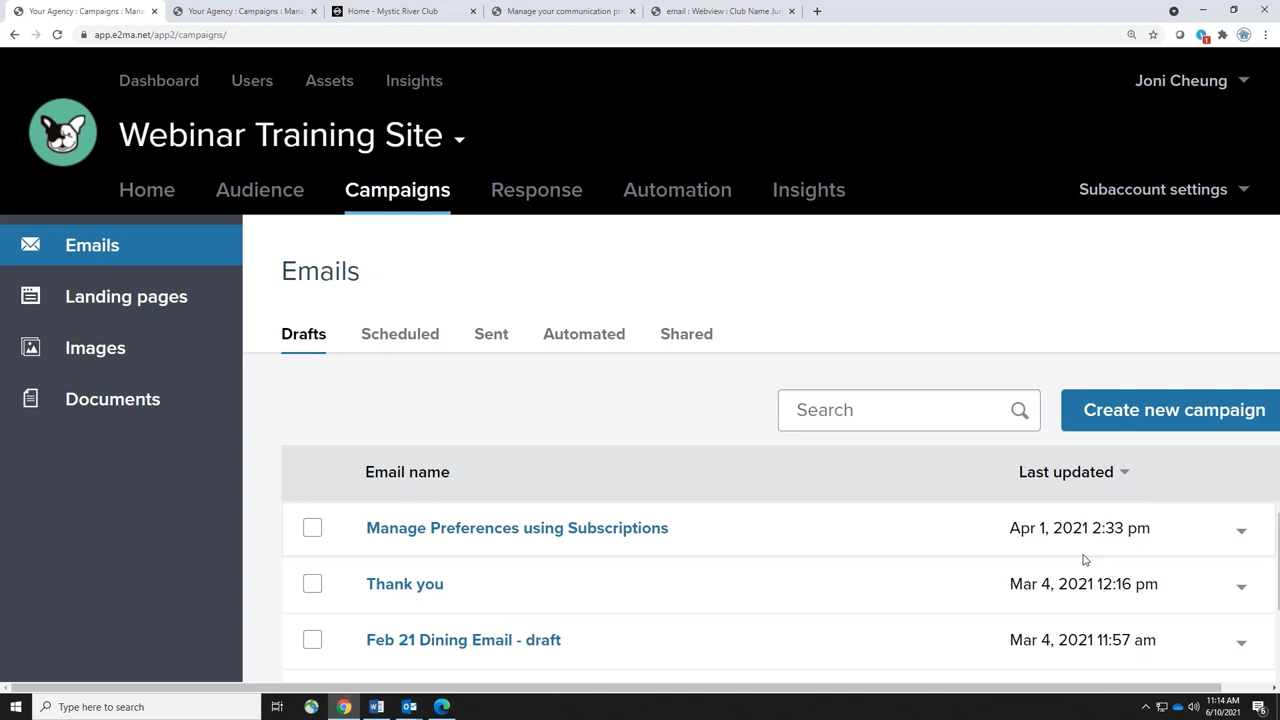 Your Agency : Campaigns : Mana
Your Agency : Campaigns : Mana
Home - Mystic River Club
Manage your communication pr
email : Webview : Club Name Jun
app.e2ma.net/app2/campaigns/
Dashboard Users Assets Insights
Joni Cheung
Webinar Training Site
Home Audience Campaigns Response Automation Insights
Subaccount settings
Emails
Landing pages
Images
Documents
Emails
Drafts Scheduled Sent Automated Shared
Search
Create new campaign
Email name
Last updated
Manage Preferences using Subscriptions
Apr 1, 2021 2:33 pm
Thank you
Mar 4, 2021 12:16 pm
Feb 21 Dining Email - draft
Mar 4, 2021 11:57 am
Type here to search
11:14 AM
6/10/2021